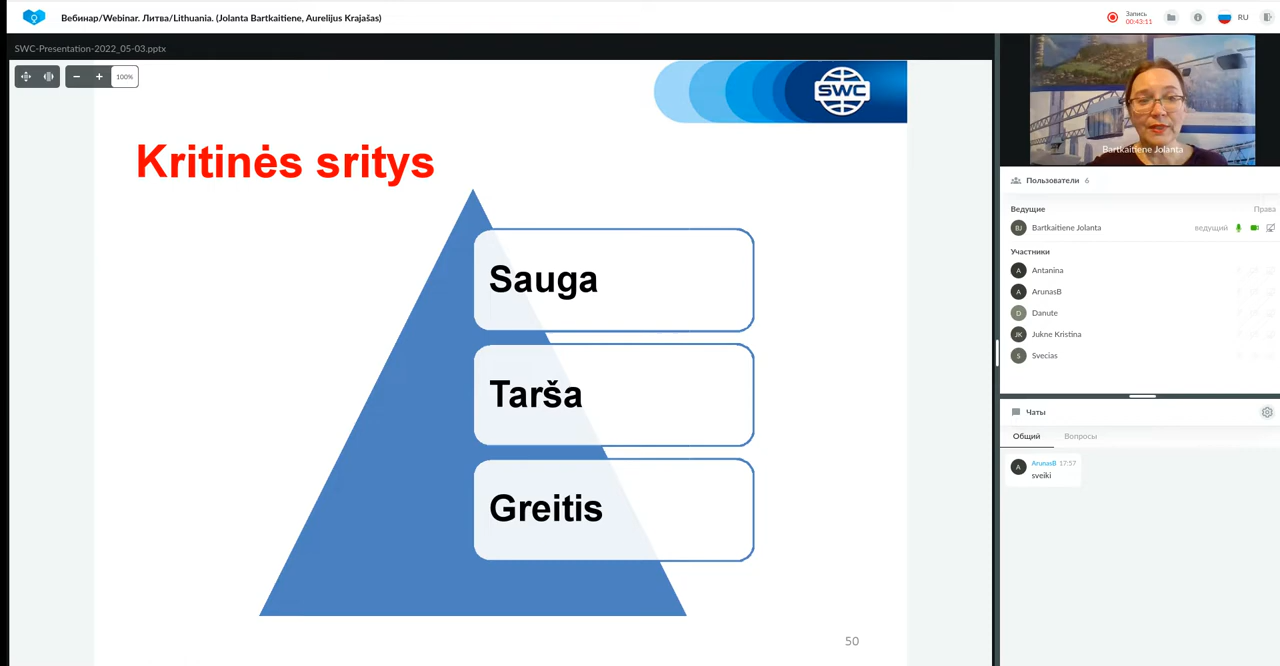 Вебинар/Webinar. Литва/Lithuania. (Jolanta Bartkaitiene, Aurelijus Krajašas)
Запись
00:43:11
RU
SWC-Presentation-2022_05-03.pptx
100%
SWC
Kritinės sritys
Sauga
Tarša
Greitis
50
Bartkaitiene Jolanta
Пользователи 6
Ведущие Права
BJ Bartkaitiene Jolanta ведущий
Участники
A Antanina
A ArunasB
D Danute
JK Jukne Kristina
S Svecias
Чаты
Общий Вопросы
A ArunasB 17:57
sveiki